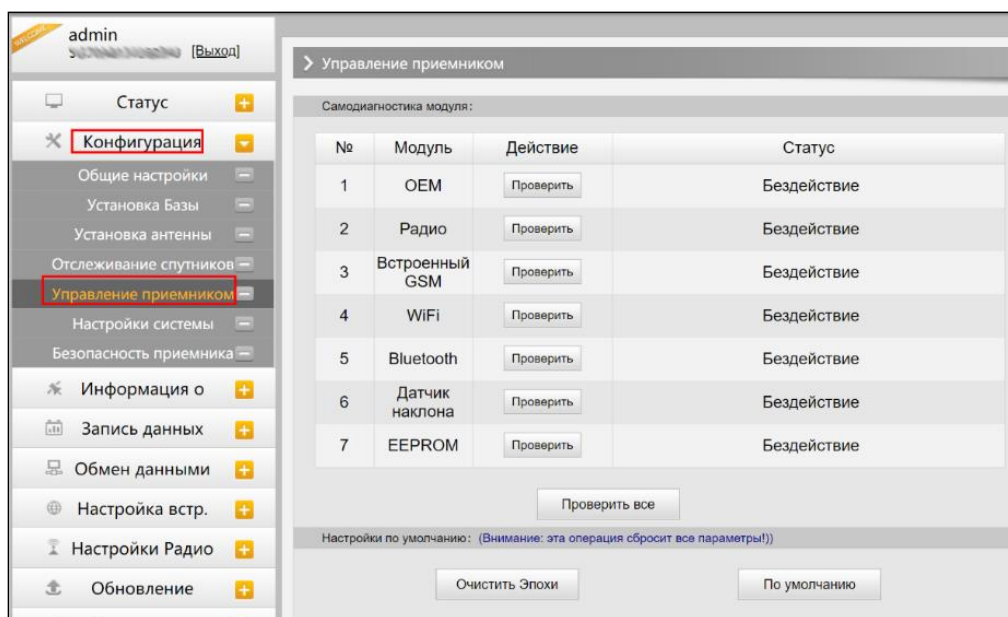 WELCOME
admin
[Выход]
Статус
Конфигурация
Общие настройки
Установка Базы
Установка антенны
Отслеживание спутников
Управление приемником
Настройки системы
Безопасность приемника
Информация о
Запись данных
Обмен данными
Настройка встр.
Настройки Радио
Обновление
Управление приемником
Самодиагностика модуля:
№ Модуль Действие Статус
1 OEM Проверить Бездействие
2 Радио Проверить Бездействие
3 Встроенный GSM Проверить Бездействие
4 WiFi Проверить Бездействие
5 Bluetooth Проверить Бездействие
6 Датчик наклона Проверить Бездействие
7 EEPROM Проверить Бездействие
Проверить все
Настройки по умолчанию: (Внимание: эта операция сбросит все параметры!))
Очистить Эпохи По умолчанию